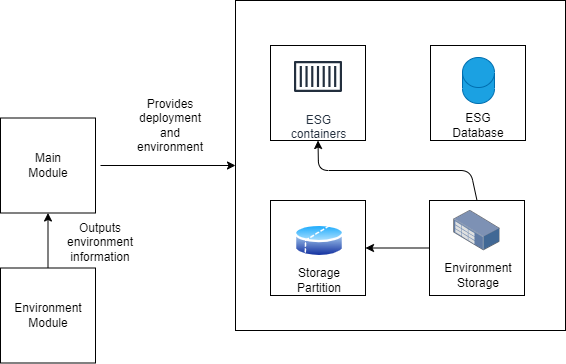 Provides
deployment
and
environment
ESG
containers
ESG
Database
Main
Module
Outputs
environment
information
Storage
Partition
Environment
Storage
Environment
Module